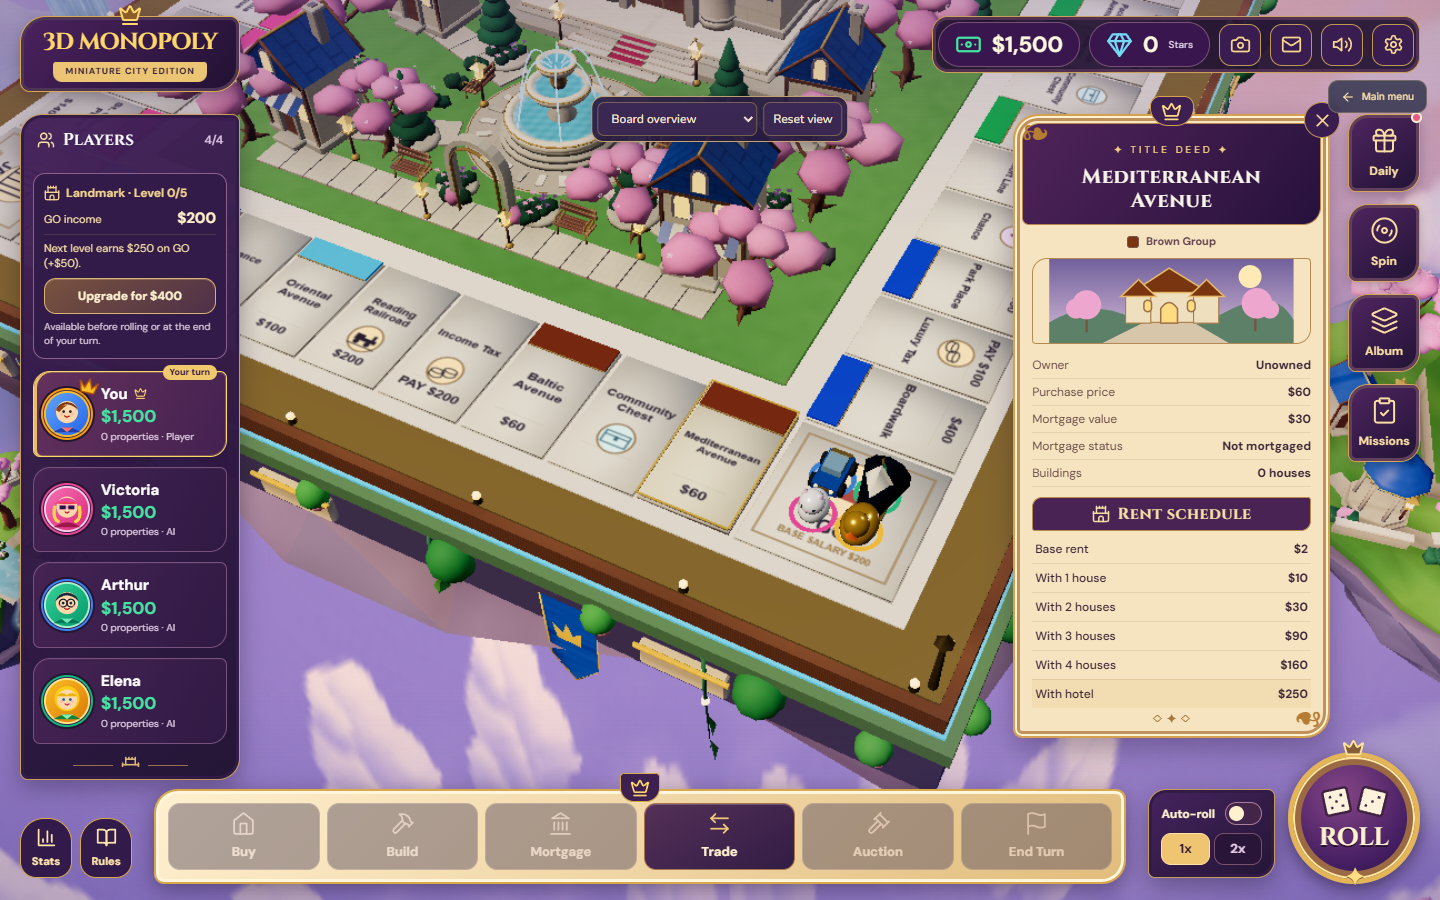 3D MONOPOLY
MINIATURE CITY EDITION
$1,500
0 Stars
Main menu
Board overview
Reset view
PLAYERS 4/4
Landmark · Level 0/5
GO income $200
Next level earns $250 on GO
(+$50).
Upgrade for $400
Available before rolling or at the end
of your turn.
Your turn
You
$1,500
0 properties · Player
Victoria
$1,500
0 properties · AI
Arthur
$1,500
0 properties · AI
Elena
$1,500
0 properties · AI
Stats
Rules
Oriental
Avenue
$100
Reading
Railroad
$200
Income Tax
PAY $200
Baltic
Avenue
$60
Community
Chest
Mediterranean
Avenue
$60
BASE SALARY $200
Boardwalk
$400
Luxury Tax
PAY $100
Park Place
Chance
Community
Chest
TITLE DEED
MEDITERRANEAN
AVENUE
Brown Group
Owner Unowned
Purchase price $60
Mortgage value $30
Mortgage status Not mortgaged
Buildings 0 houses
RENT SCHEDULE
Base rent $2
With 1 house $10
With 2 houses $30
With 3 houses $90
With 4 houses $160
With hotel $250
Daily
Spin
Album
Missions
Buy
Build
Mortgage
Trade
Auction
End Turn
Auto-roll
1x
2x
ROLL